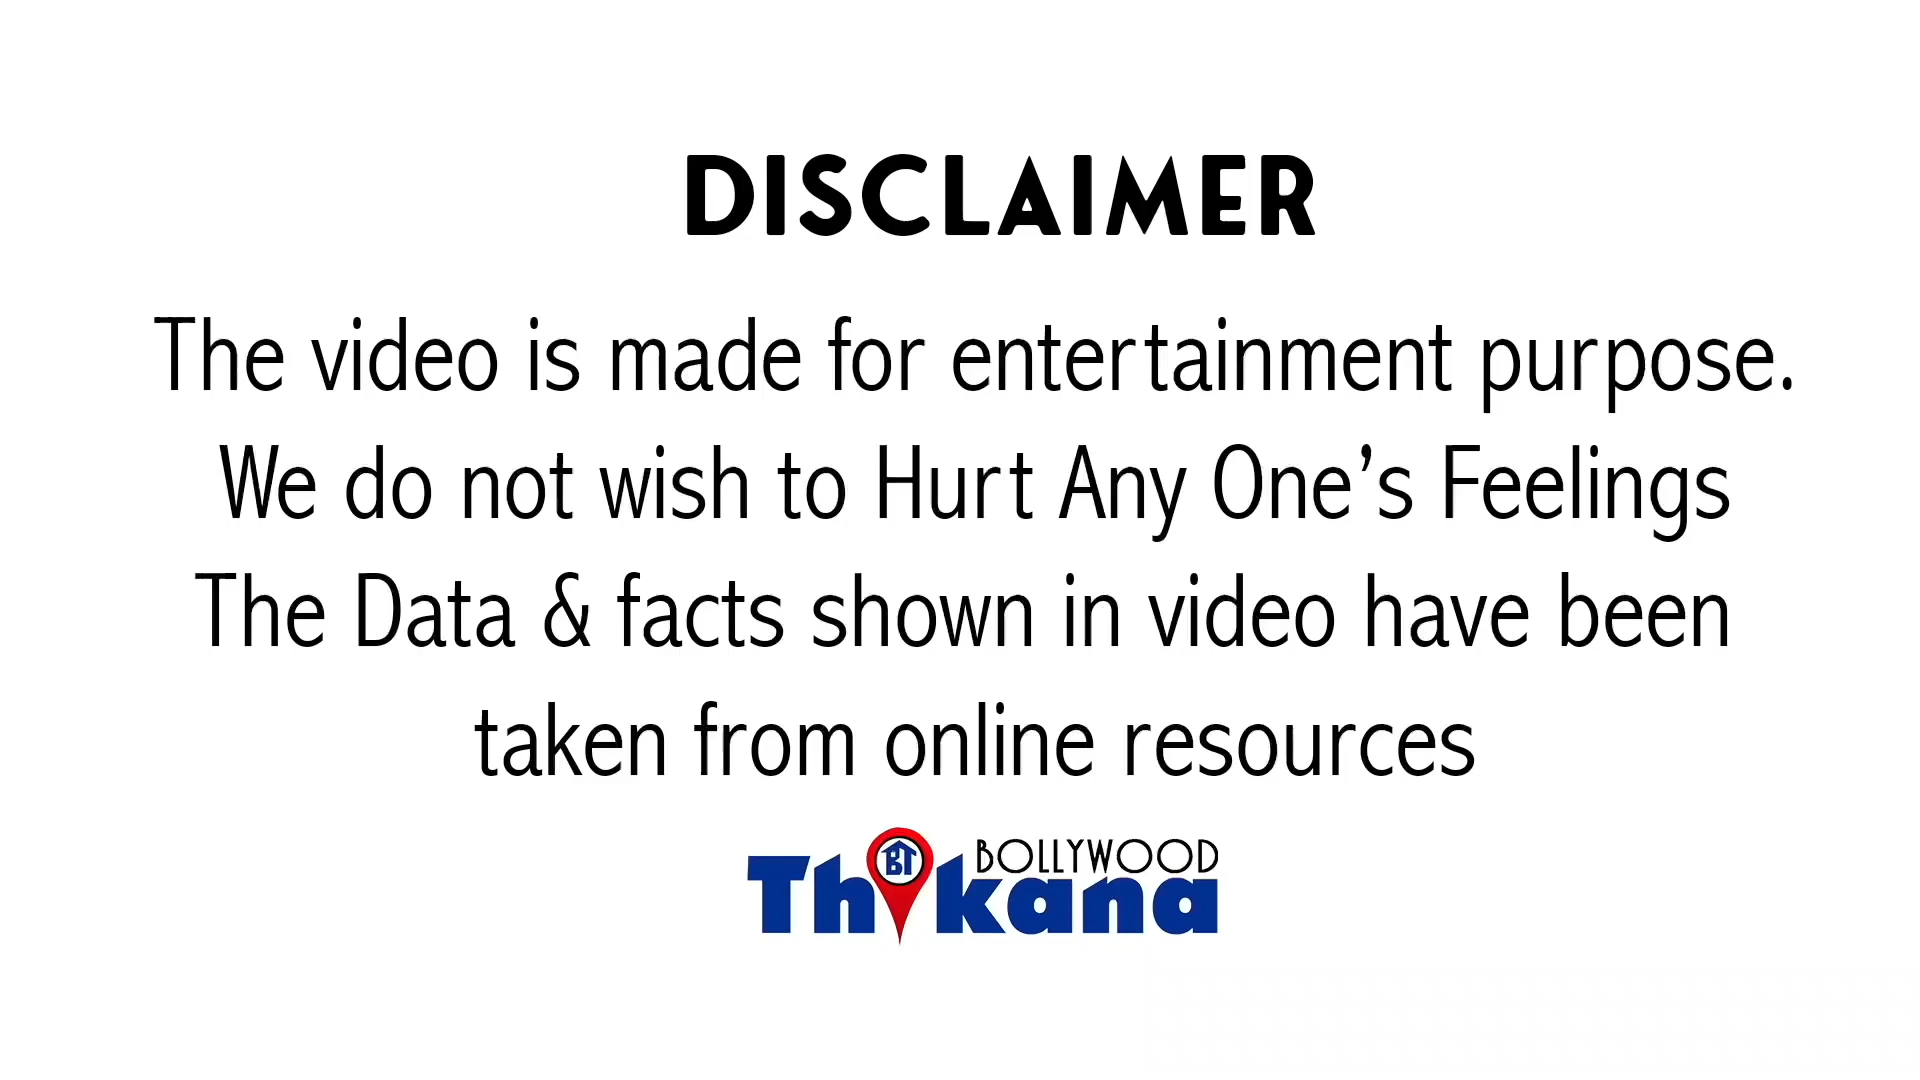 DISCLAIMER
The video is made for entertainment purpose.
We do not wish to Hurt Any One’s Feelings
The Data & facts shown in video have been
taken from online resources
BT
BOLLYWOOD
Thikana